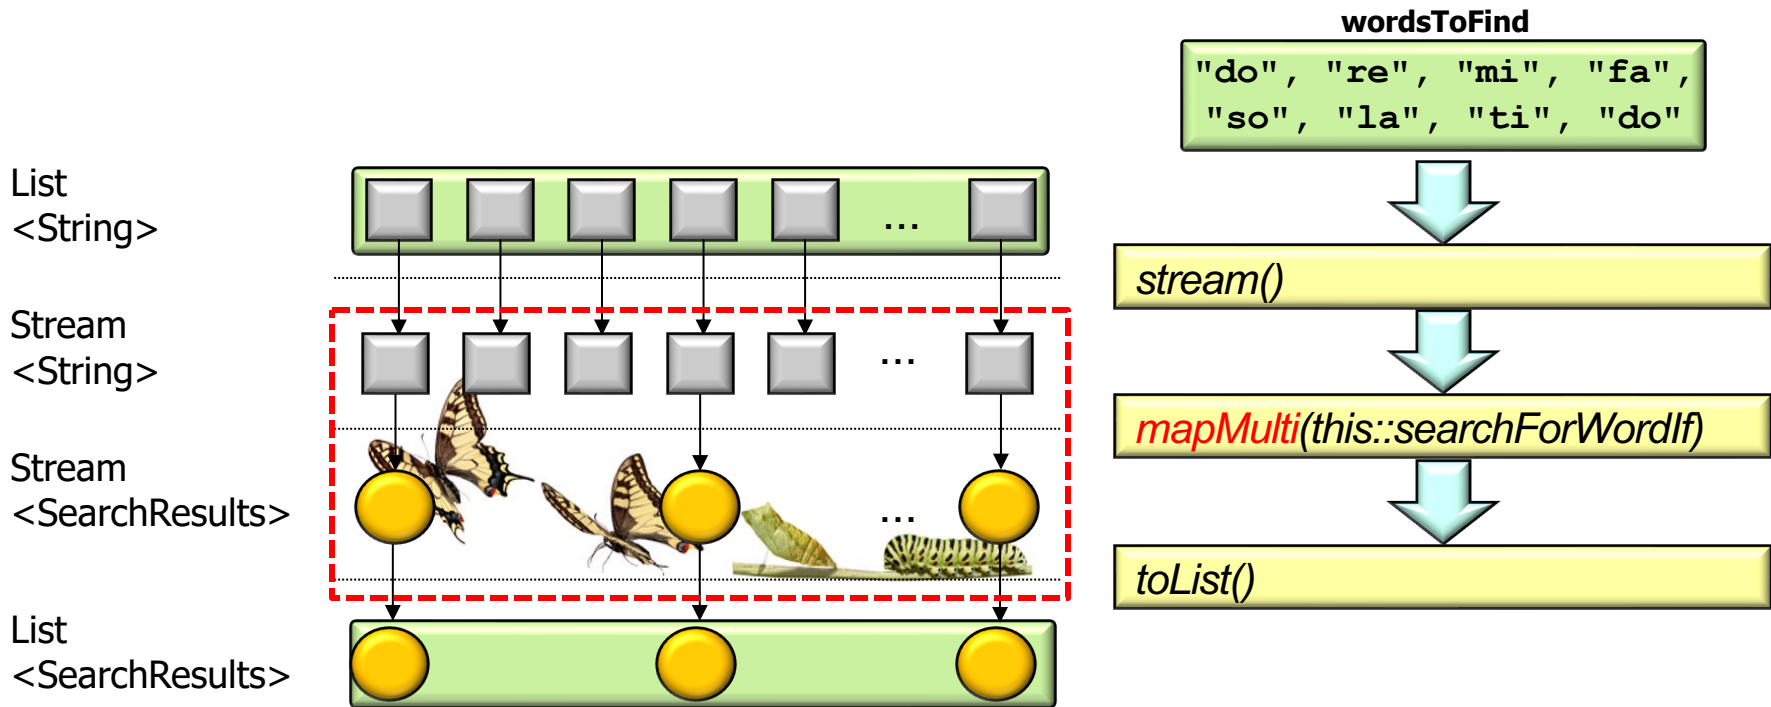 wordsToFind
"do", "re", "mi", "fa",
"so", "la", "ti", "do"
List
<String>
...
stream()
Stream
<String>
...
mapMulti(this::searchForWordIf)
Stream
<SearchResults>
...
toList()
List
<SearchResults>